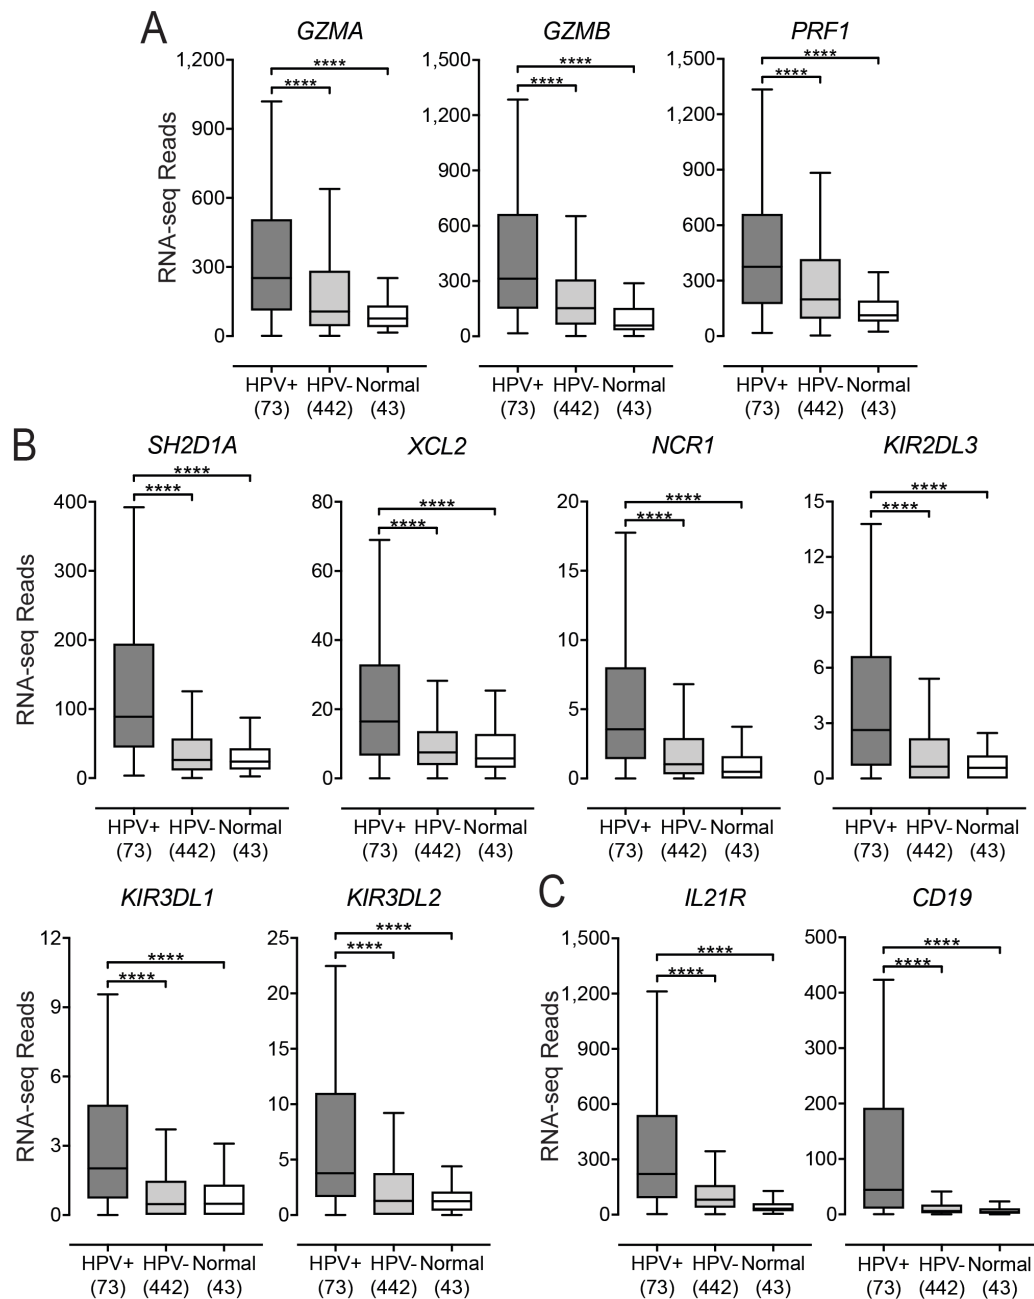 A
GZMA GZMB PRF1
RNA-seq Reads
1,200 900 600 300 0
**** ****
1,500 1,200 900 600 300 0
**** ****
1,500 1,200 900 600 300 0
**** ****
HPV+ HPV- Normal HPV+ HPV- Normal HPV+ HPV- Normal
(73) (442) (43) (73) (442) (43) (73) (442) (43)
B
SH2D1A XCL2 NCR1 KIR2DL3
RNA-seq Reads
400 300 200 100 0
**** ****
80 60 40 20 0
**** ****
20 15 10 5 0
**** ****
15 12 9 6 3 0
**** ****
HPV+ HPV- Normal HPV+ HPV- Normal HPV+ HPV- Normal HPV+ HPV- Normal
(73) (442) (43) (73) (442) (43) (73) (442) (43) (73) (442) (43)
KIR3DL1 KIR3DL2
RNA-seq Reads
12 9 6 3 0
**** ****
25 20 15 10 5 0
**** ****
HPV+ HPV- Normal HPV+ HPV- Normal
(73) (442) (43) (73) (442) (43)
C
IL21R CD19
RNA-seq Reads
1,500 1,200 900 600 300 0
**** ****
500 400 300 200 100 0
**** ****
HPV+ HPV- Normal HPV+ HPV- Normal
(73) (442) (43) (73) (442) (43)